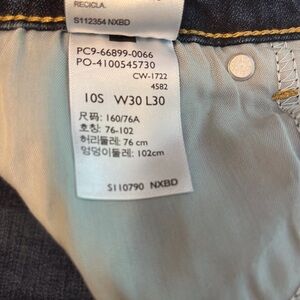 RECICLA.
S112354 NXBD
PC9-66899-0066
PO-4100545730
CW-1722
4582
10S W30 L30
尺码: 160/76A
호칭: 76-102
허리둘레: 76 cm
엉덩이둘레: 102cm
S110790 NXBD